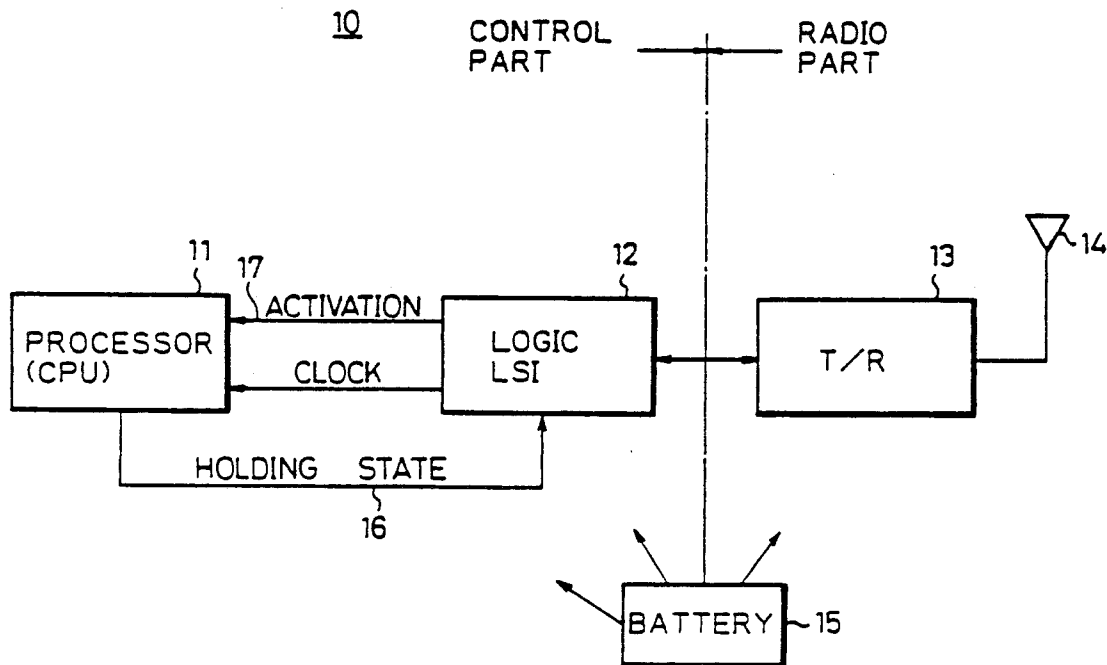 10
CONTROL PART
RADIO PART
11
17
ACTIVATION
12
13
14
PROCESSOR
(CPU)
CLOCK
LOGIC
LSI
T/R
HOLDING STATE
16
BATTERY
15